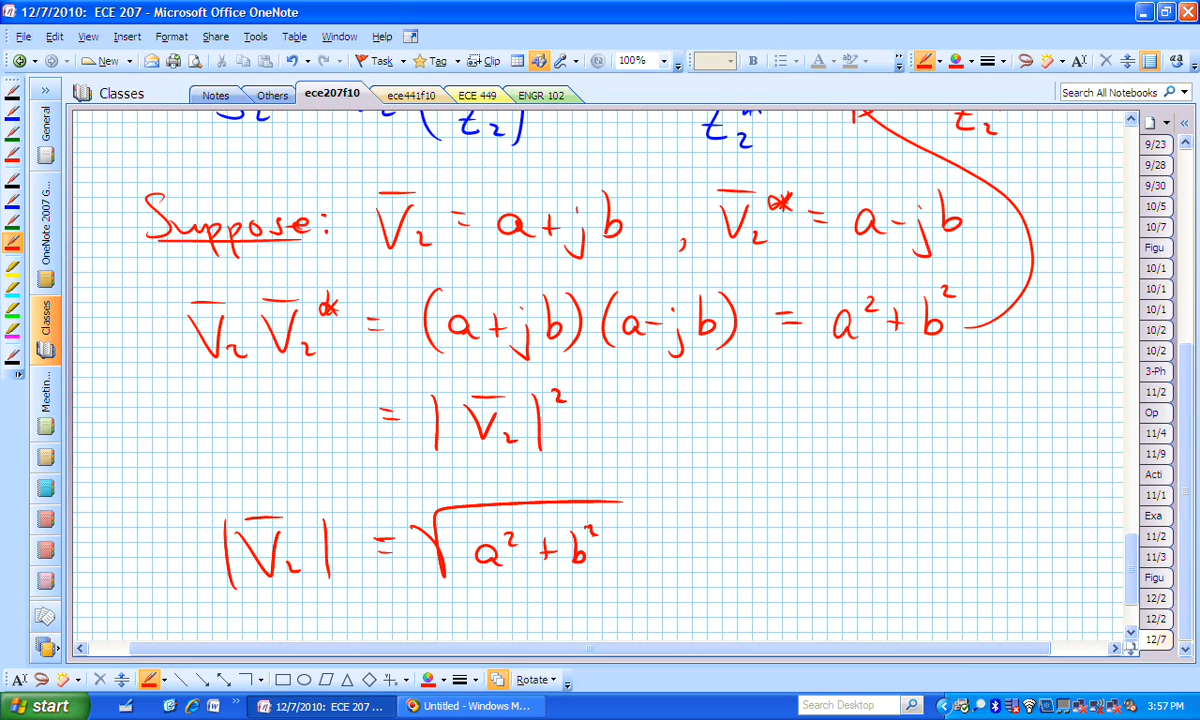 12/7/2010: ECE 207 - Microsoft Office OneNote
File Edit View Insert Format Share Tools Table Window Help
New Task Tag Clip 100% B A
Classes Notes Others ece207f10 ece441f10 ECE 449 ENGR 102 Search All Notebooks
General
OneNote 2007 G...
Classes
Meetin...
9/23
9/28
9/30
10/5
10/7
Figu
10/1
10/1
10/1
10/2
10/2
3-Ph
11/2
Op
11/4
11/9
Acti
11/1
Exa
11/2
11/3
Figu
12/2
12/2
12/7
t₂ t₂ t₂
Suppose: V̅₂ = a + jb , V̅₂* = a - jb
V̅₂ V̅₂* = (a + jb) (a - jb) = a² + b²
= |V̅₂|²
|V̅₂| = √(a² + b²)
Rotate
start 12/7/2010: ECE 207 ... Untitled - Windows M... Search Desktop 3:57 PM